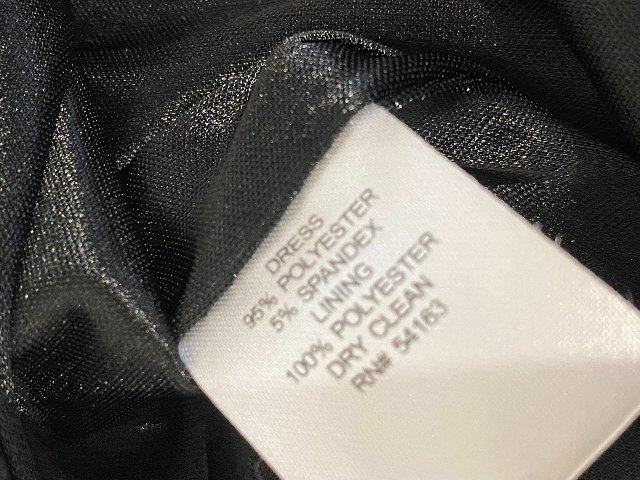 DRESS
95% POLYESTER
5% SPANDEX
LINING
100% POLYESTER
DRY CLEAN
RN# 54163